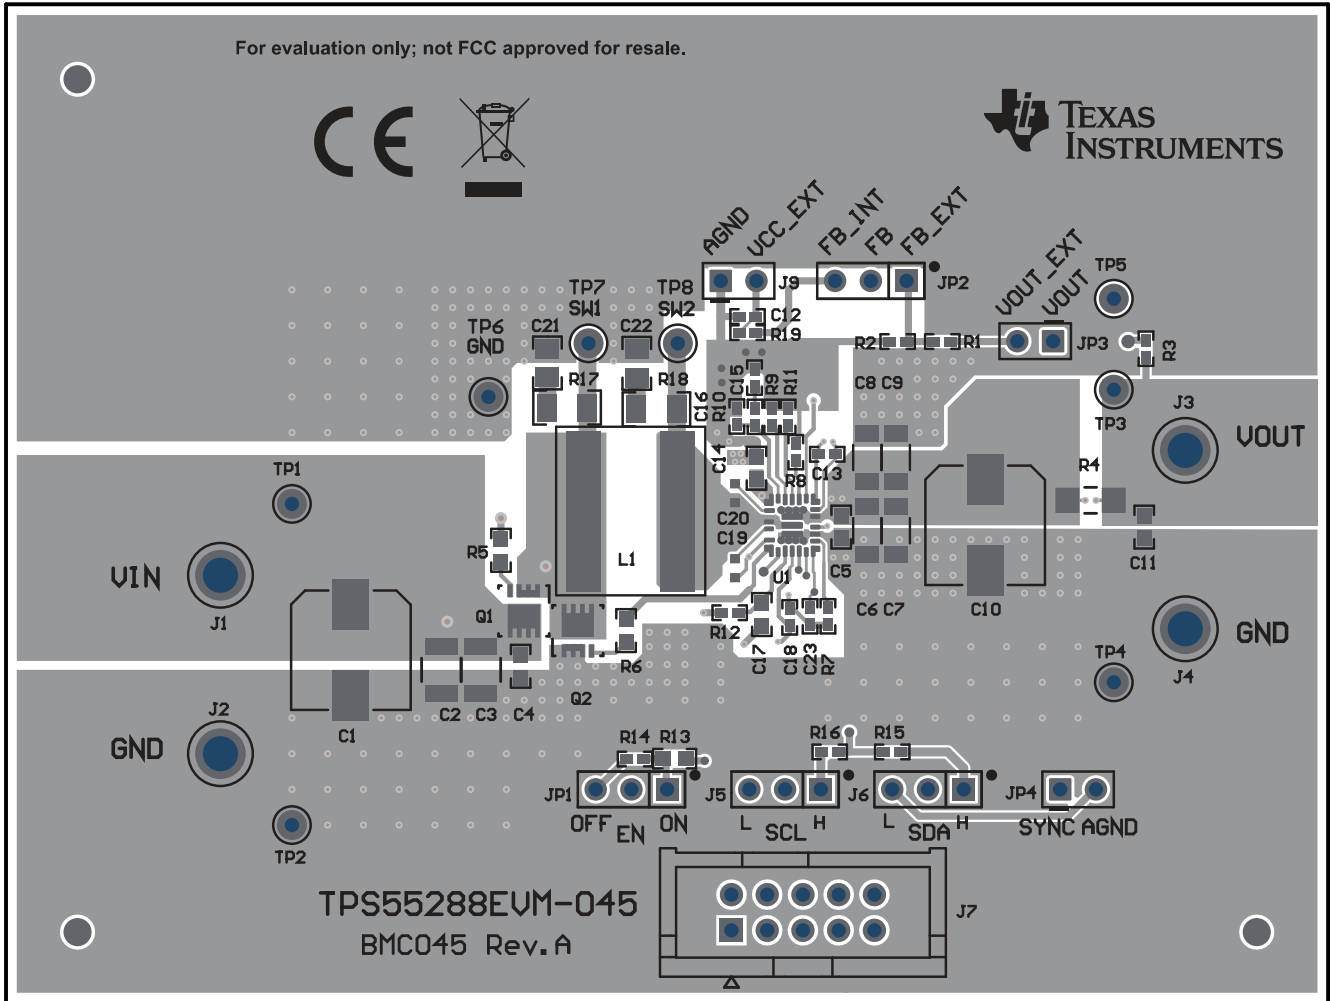 For evaluation only; not FCC approved for resale.
CE
TEXAS
INSTRUMENTS
AGND
VCC_EXT
FB_INT
FB
FB_EXT
VOUT_EXT
VOUT
J9
JP2
JP3
TP5
TP7
SW1
TP8
SW2
TP6
GND
C21
C22
C12
R19
R2
R1
R3
R17
R18
C16
R10
C15
R9
R11
C8 C9
TP3
J3
VOUT
C14
R8
C13
R4
TP1
C20
C19
R5
L1
U1
C5
C11
VIN
J1
Q1
R12
C17
C18
C23
R7
C6 C7
C10
GND
J4
TP4
R6
Q2
J2
GND
C1
C2
C3
C4
R14
R13
R16
R15
JP1
J5
J6
JP4
OFF
EN
ON
L
SCL
H
L
SDA
H
SYNC AGND
TP2
TPS55288EVM-045
BMC045 Rev.A
J7